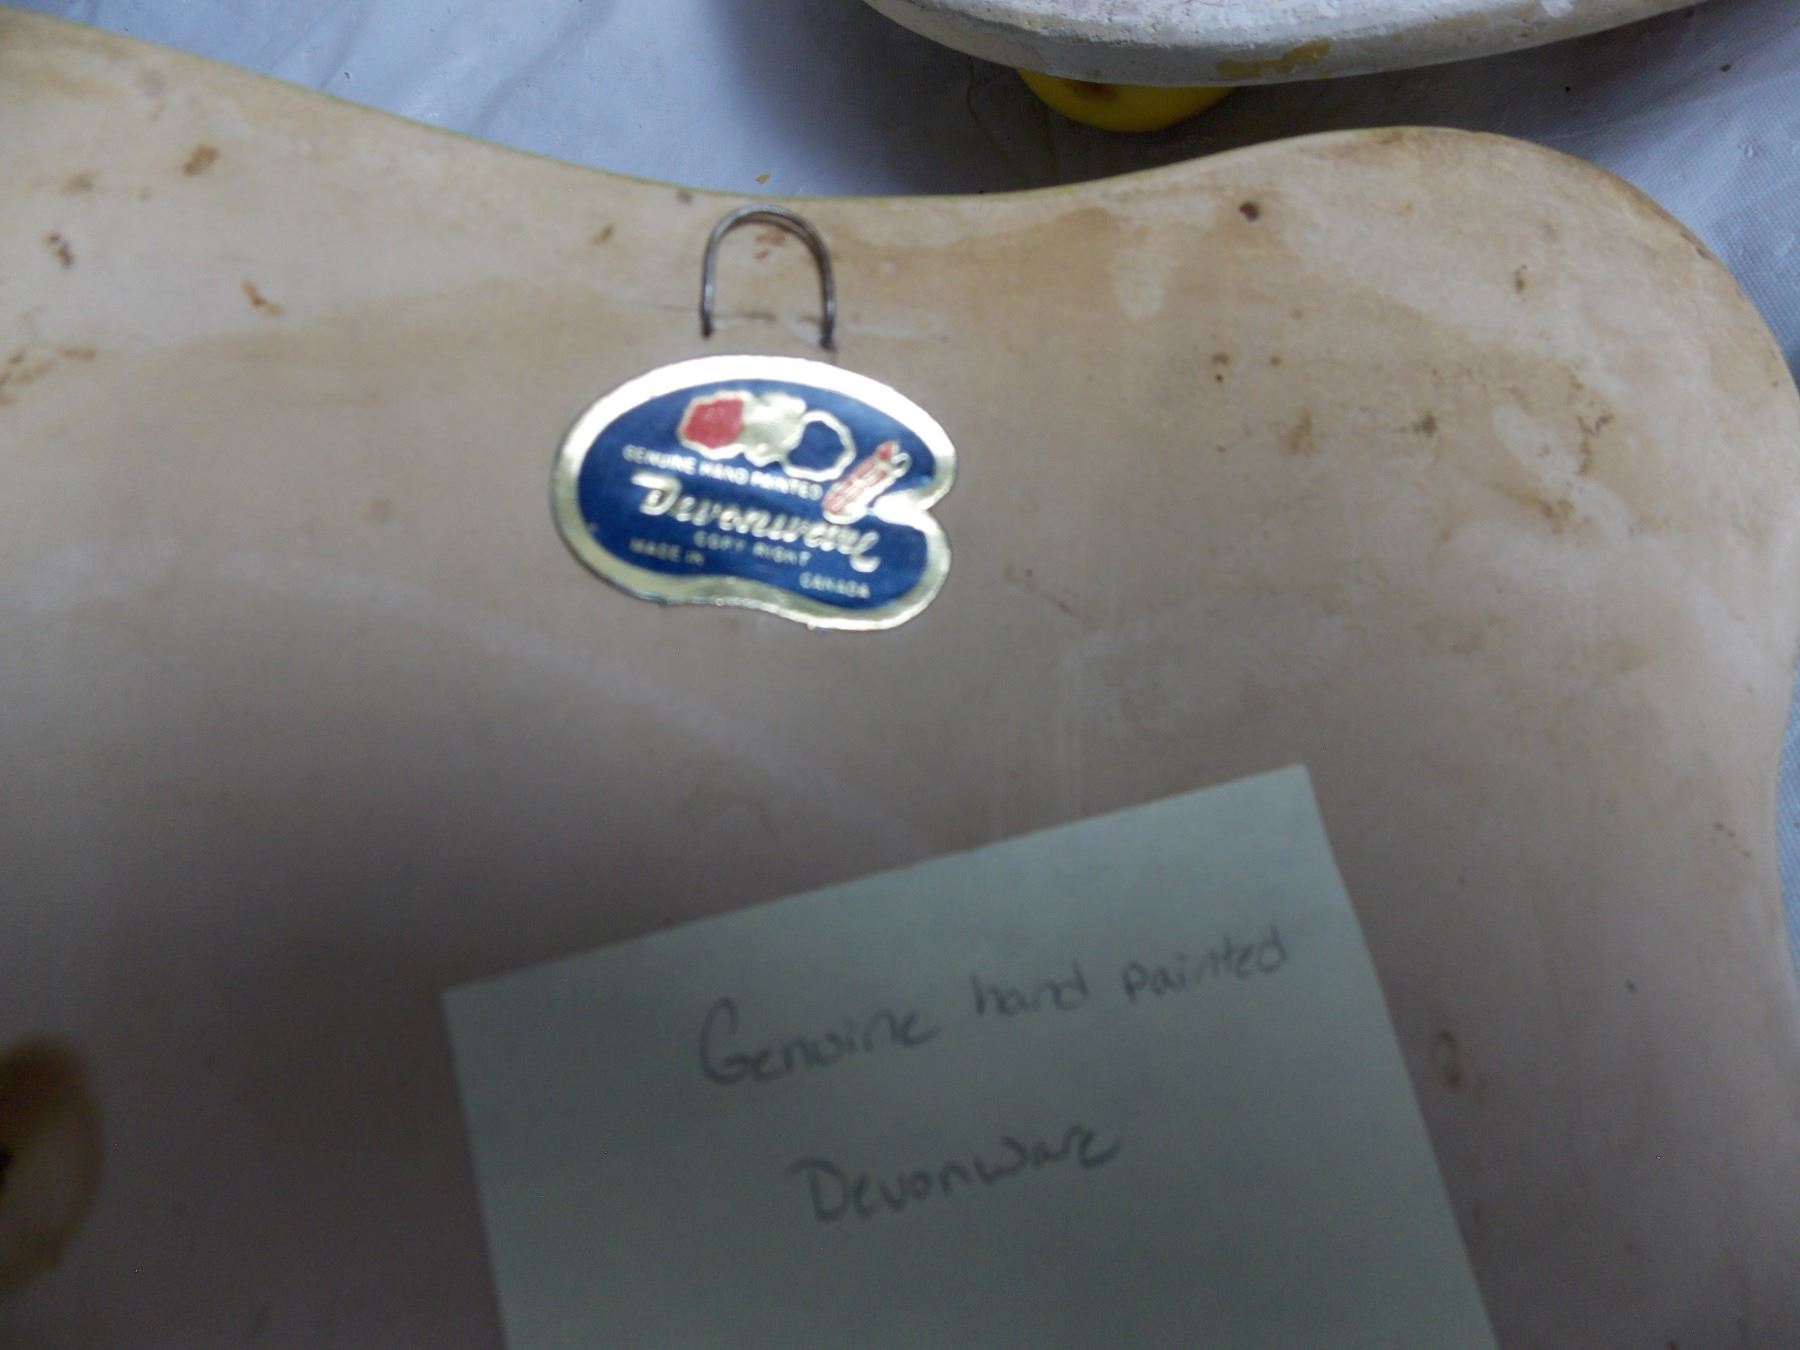 GENUINE HAND PAINTED
Devonware
COPY RIGHT
MADE IN
CANADA
Genuine hand painted
Devonware